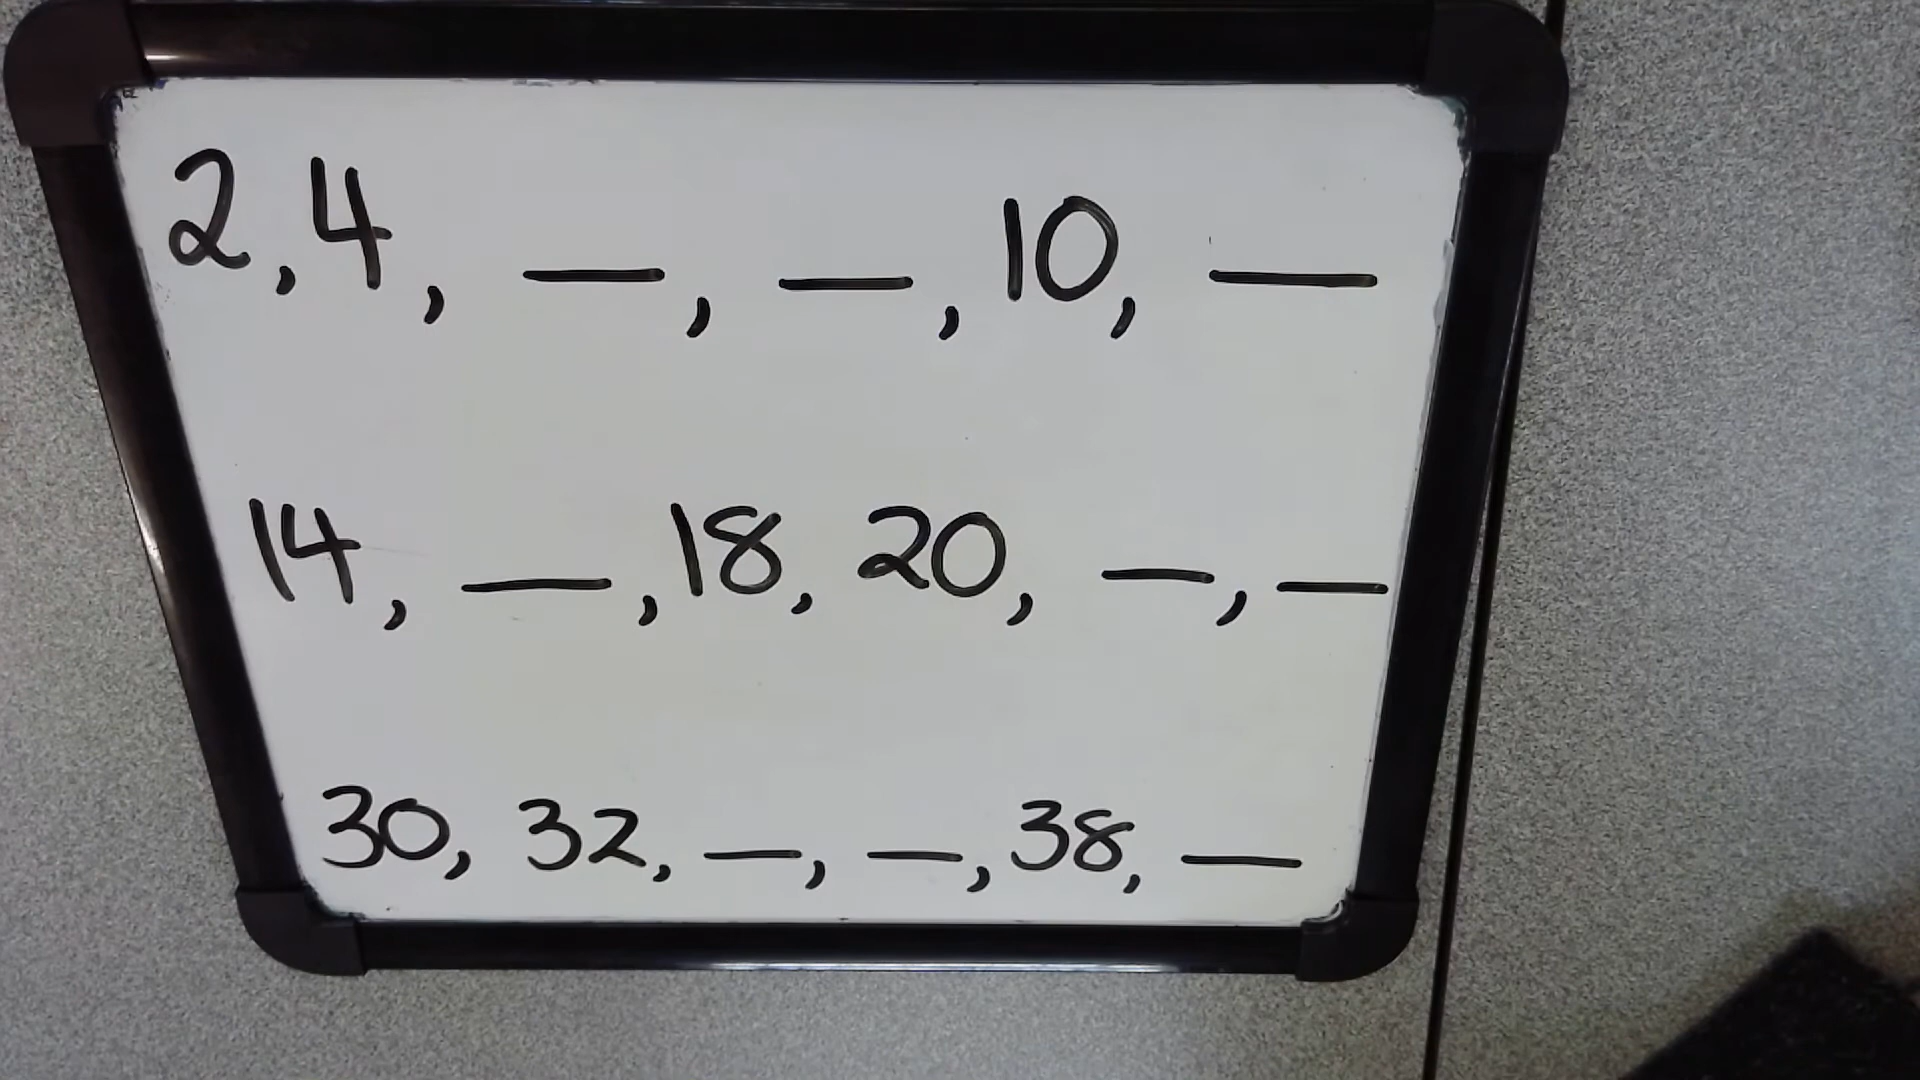 2, 4, __, __, 10, __
14, __, 18, 20, __, __
30, 32, __, __, 38, __